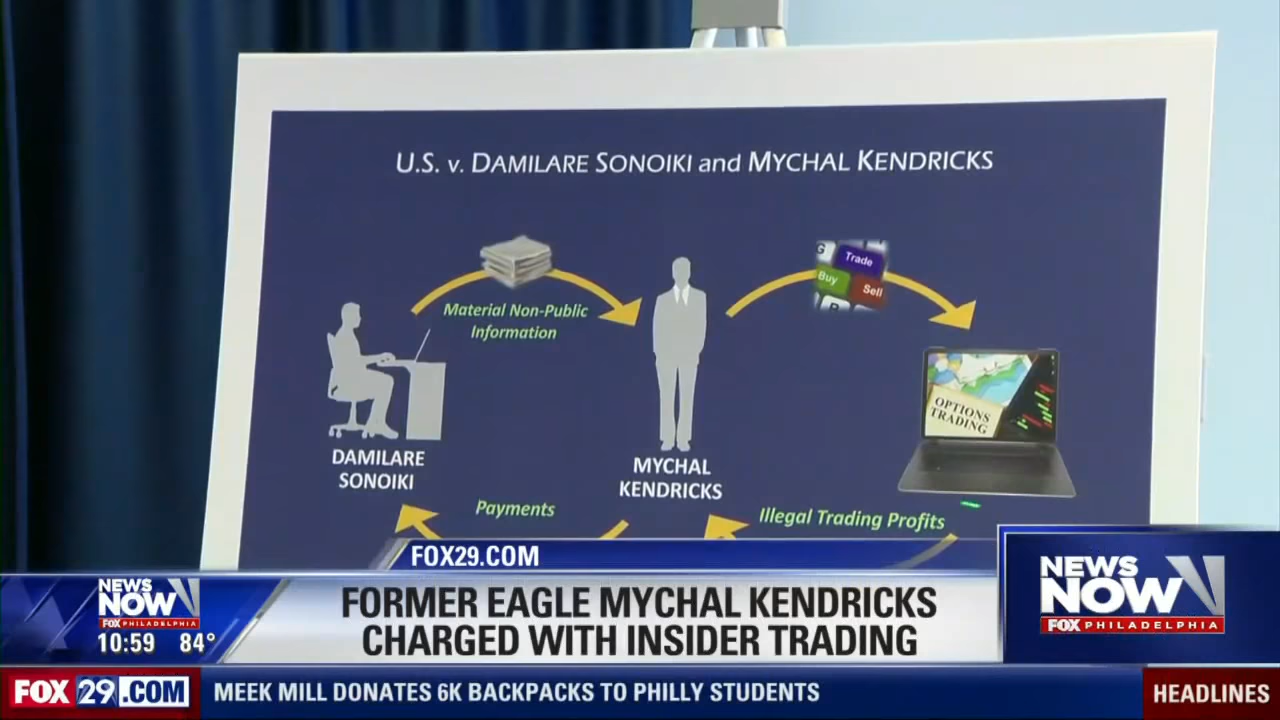 U.S. v. DAMILARE SONOIKI and MYCHAL KENDRICKS
G
Trade
Buy
Sell
Material Non-Public
Information
OPTIONS
TRADING
DAMILARE
SONOIKI
MYCHAL
KENDRICKS
Payments
Illegal Trading Profits
FOX29.COM
NEWS
NOW
FOX PHILADELPHIA
10:59 84°
FORMER EAGLE MYCHAL KENDRICKS
CHARGED WITH INSIDER TRADING
NEWS
NOW
FOX PHILADELPHIA
FOX 29.COM
MEEK MILL DONATES 6K BACKPACKS TO PHILLY STUDENTS
HEADLINES